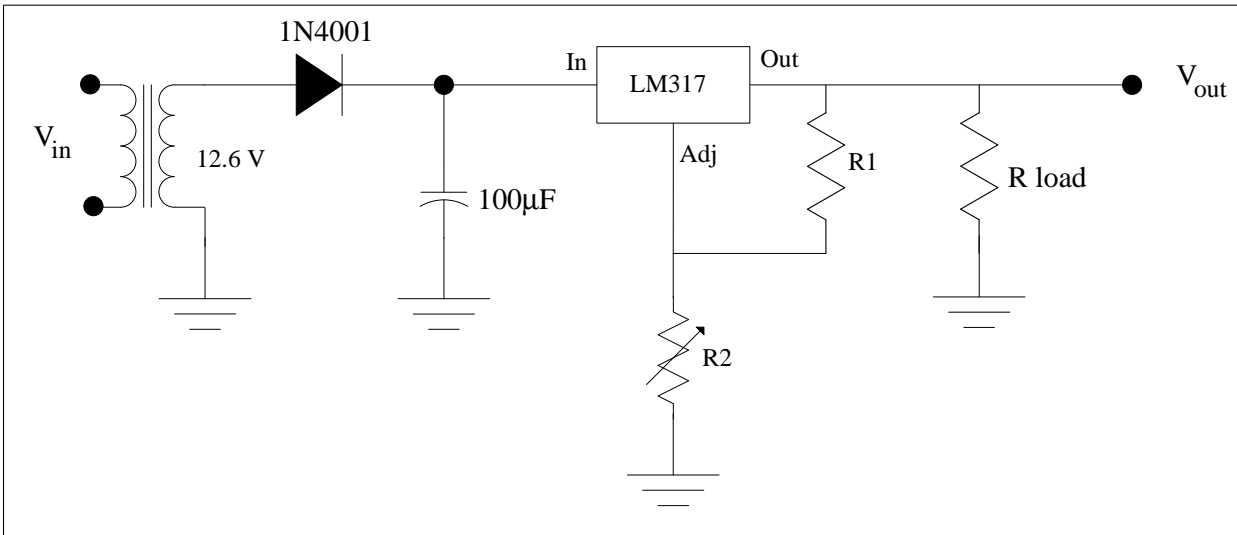 1N4001
In
LM317
Out
V_out
V_in
12.6 V
Adj
R1
100μF
R load
R2